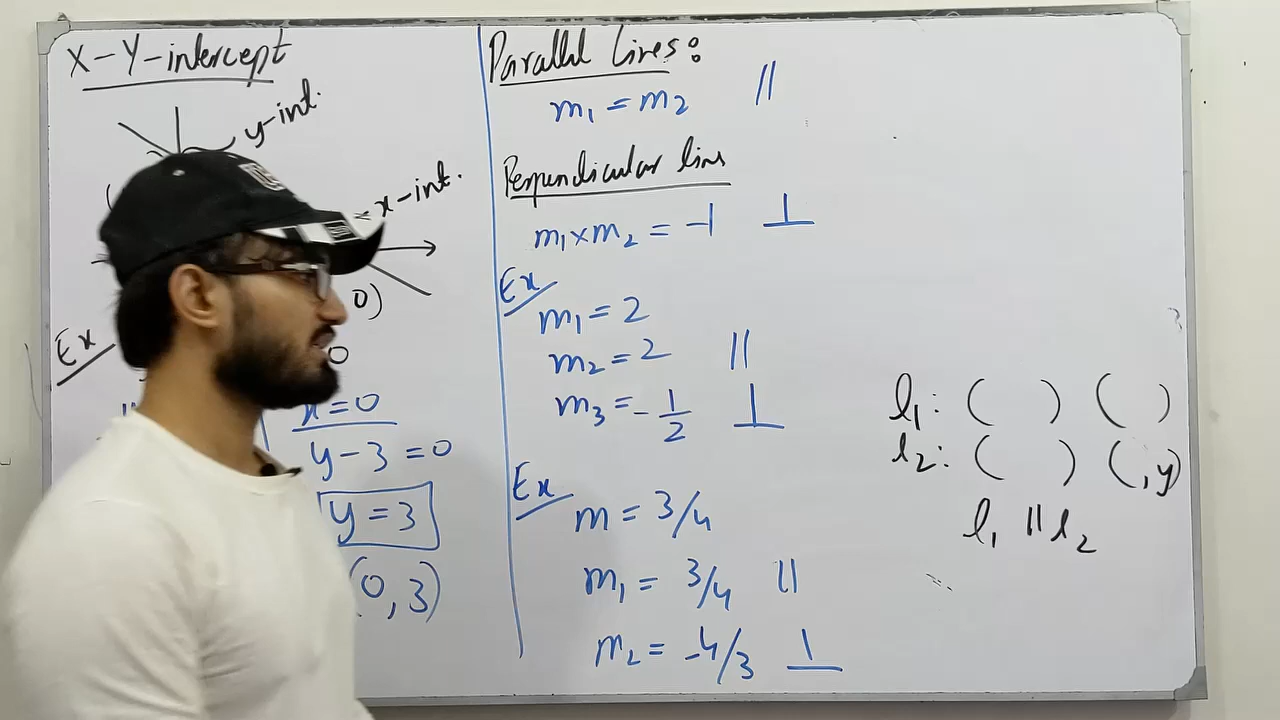 X-Y-intercept
y-int.
x-int.
0)
Ex
0
x=0
y-3=0
y=3
(0,3)
Parallel Lines:
m₁=m₂ //
Perpendicular line
m₁×m₂=-1 ⊥
Ex
m₁=2
m₂=2 //
m₃=-1/2 ⊥
Ex
m=3/4
m₁=3/4 //
m₂=-4/3 ⊥
l₁: ( ) ( )
l₂: ( ) ( ,y)
l₁ || l₂